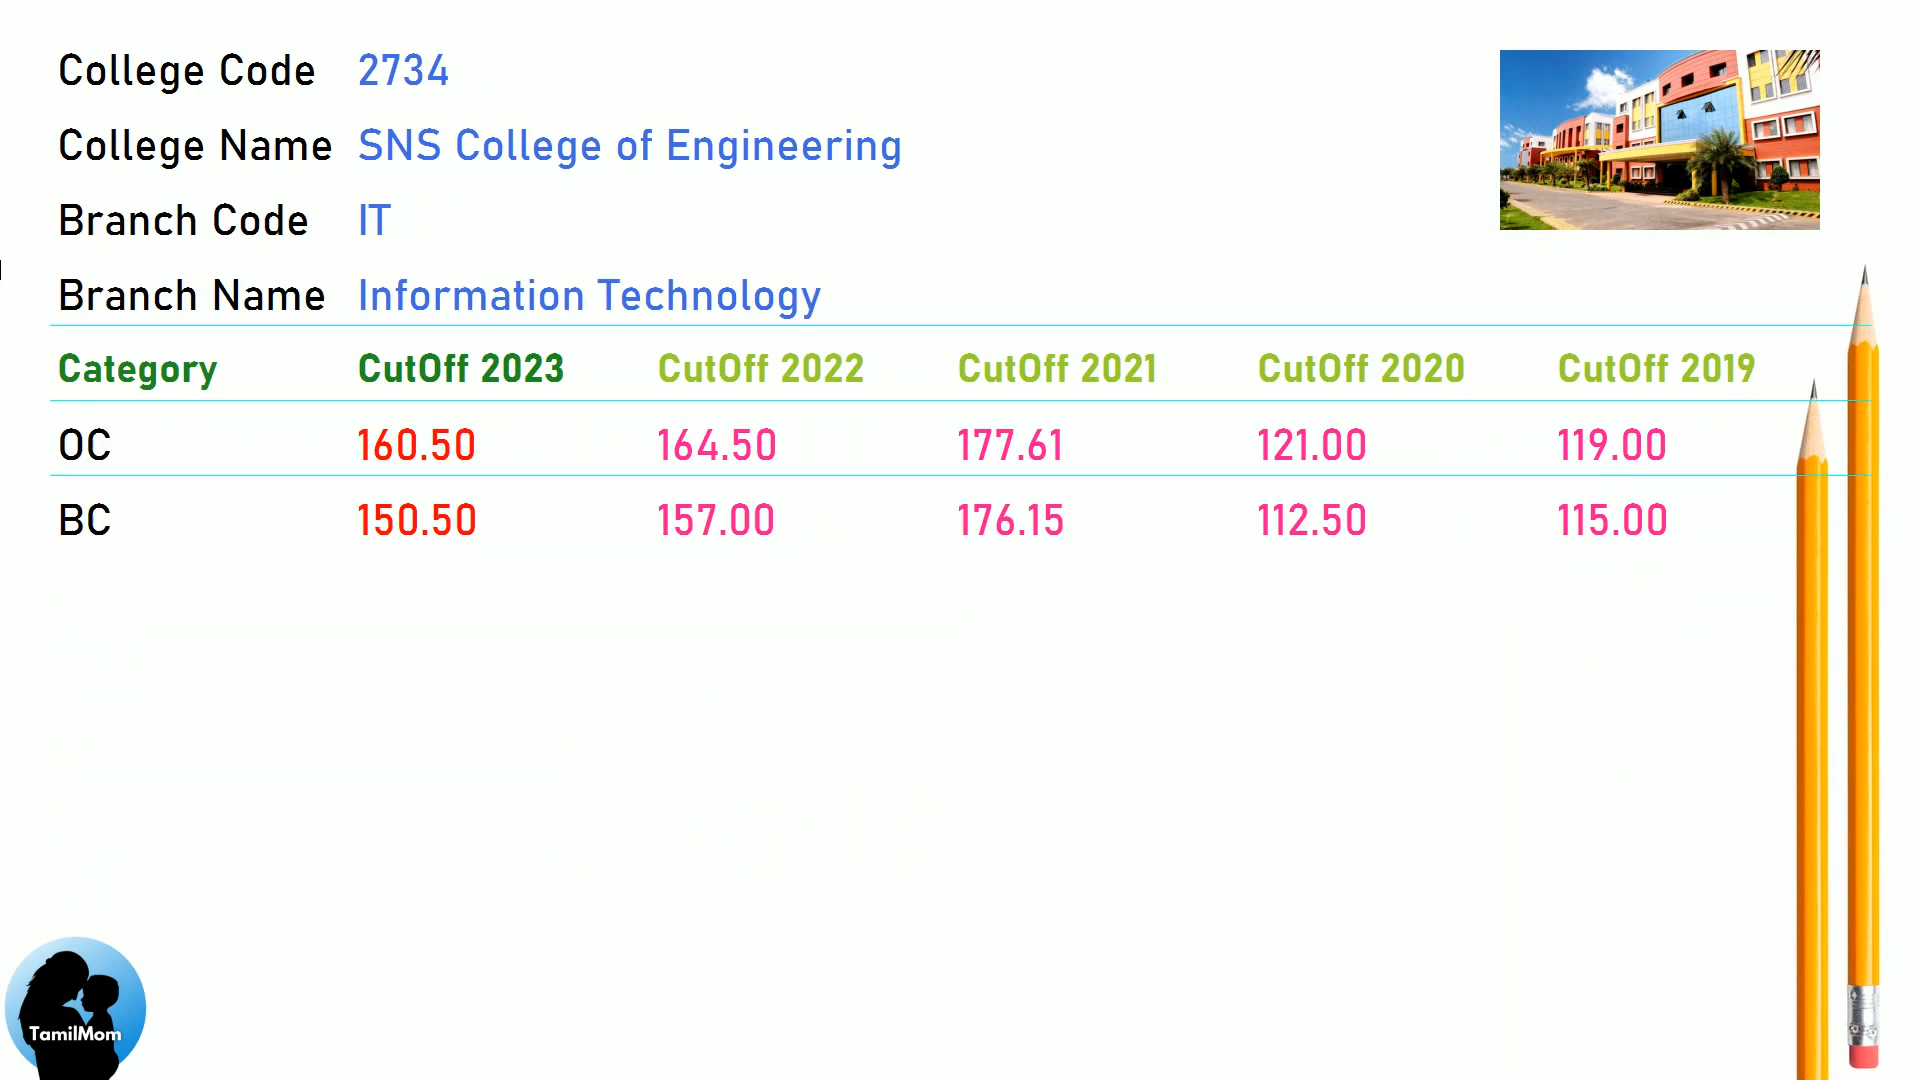 College Code 2734
College Name SNS College of Engineering
Branch Code IT
Branch Name Information Technology
Category CutOff 2023 CutOff 2022 CutOff 2021 CutOff 2020 CutOff 2019
OC 160.50 164.50 177.61 121.00 119.00
BC 150.50 157.00 176.15 112.50 115.00
TamilMom